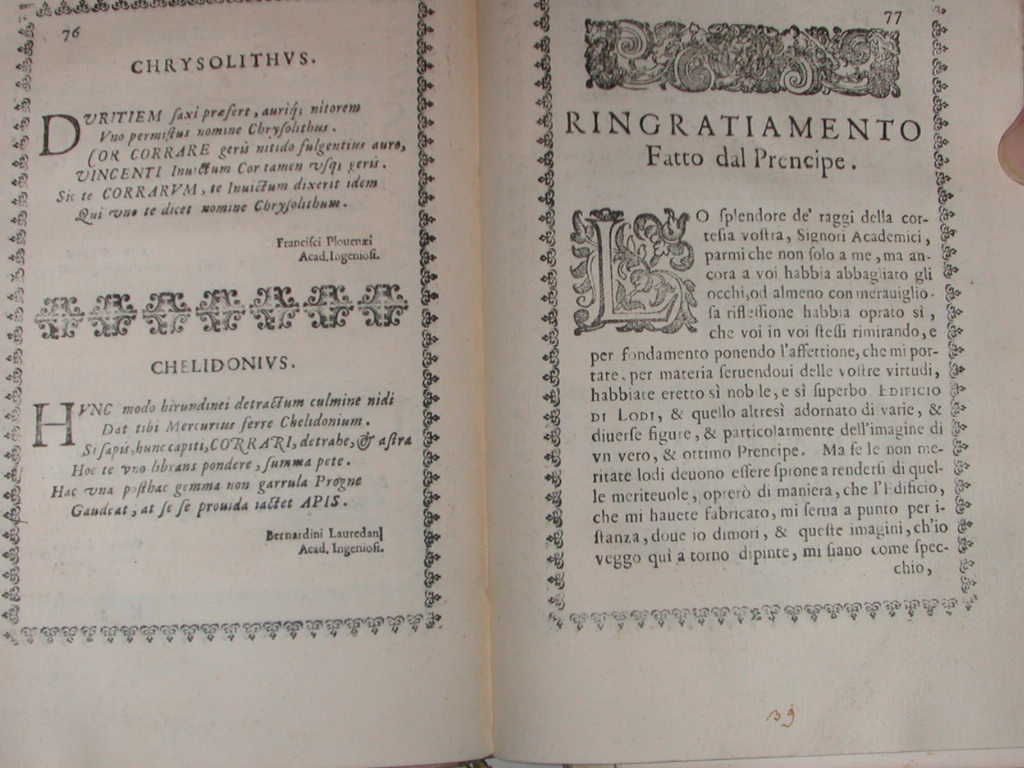 76
CHRYSOLITHVS.
DVRITIEM saxi præfert, auriq; nitorem
Vno permistus nomine Chrysolithus.
COR CORRARE geris nitido fulgentius auro,
VINCENTI Inuictum Cor tamen vsq; geris.
Sic te CORRARVM, te Inuictum dixerit idem
Qui vno te dicet nomine Chrysolithum.
Francisci Plouenzi
Acad. Ingeniosi.
CHELIDONIVS.
HVNC modo hirundinei detractum culmine nidi
Dat tibi Mercurius ferre Chelidonium.
Si sapis, hunc capiti, CORRARI, detrahe, & astra
Hoc te vno librans pondere, summa pete.
Hac vna posthac gemma non garrula Progne
Gaudeat, at se se prouida iactet APIS.
Bernardini Lauredani
Acad. Ingeniosi.
77
RINGRATIAMENTO
Fatto dal Prencipe.
LO splendore de' raggi della cor-
tesia vostra, Signori Academici,
parmi che non solo a me, ma an-
cora a voi habbia abbagliato gli
occhi, od almeno con merauiglio-
sa riflessione habbia oprato sì,
che voi in voi stessi rimirando, e
per fondamento ponendo l'affettione, che mi por-
tate, per materia seruendoui delle vostre virtudi,
habbiate eretto sì nobile, e sì superbo EDIFICIO
DI LODI, & quello altresì adornato di varie, &
diuerse figure, & particolarmente dell'imagine di
vn vero, & ottimo Prencipe. Ma se le non me-
ritate lodi deuono essere sprone a rendersi di quel-
le meriteuole, opreró di maniera, che l'Edificio,
che mi hauete fabricato, mi serua a punto per i-
stanza, doue io dimori, & queste imagini, ch'io
veggo quì a torno dipinte, mi siano come spec-
chio,
39